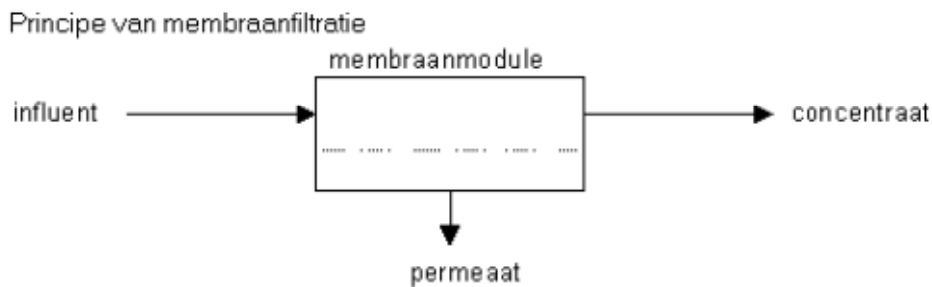 Principe van membraanfiltratie
membraanmodule
influent
concentraat
permeaat